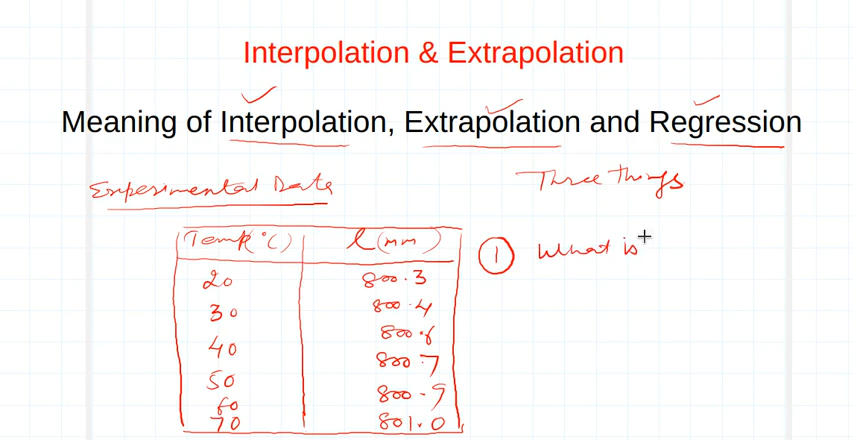 Interpolation & Extrapolation
Meaning of Interpolation, Extrapolation and Regression
Experimental Data
Three things
Temp(°C) l(mm)
20 800.3
30 800.4
40 800.6
50 800.7
60 800.9
70 801.0
1 What is